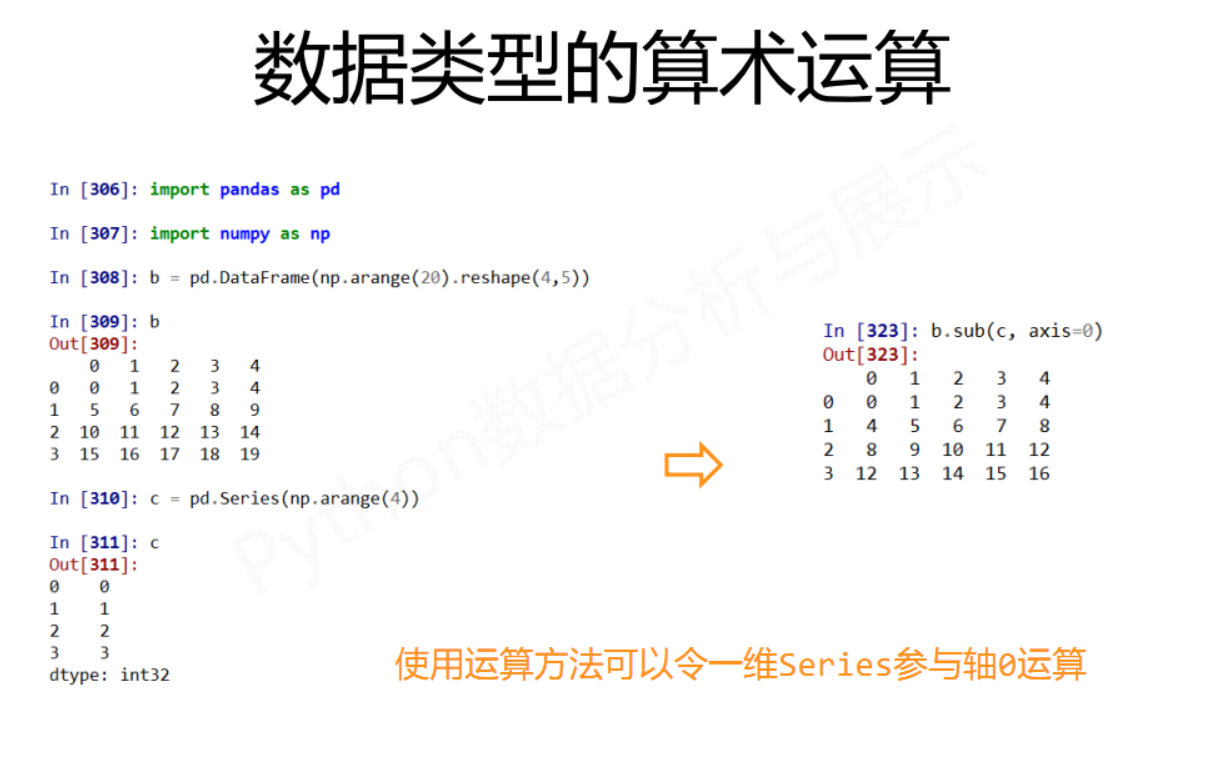 数据类型的算术运算
In [306]: import pandas as pd
In [307]: import numpy as np
In [308]: b = pd.DataFrame(np.arange(20).reshape(4,5))
In [309]: b
Out[309]:
0 1 2 3 4
0 0 1 2 3 4
1 5 6 7 8 9
2 10 11 12 13 14
3 15 16 17 18 19
In [310]: c = pd.Series(np.arange(4))
In [311]: c
Out[311]:
0 0
1 1
2 2
3 3
dtype: int32
In [323]: b.sub(c, axis=0)
Out[323]:
0 1 2 3 4
0 0 1 2 3 4
1 4 5 6 7 8
2 8 9 10 11 12
3 12 13 14 15 16
使用运算方法可以令一维Series参与轴0运算
Python数据分析与展示